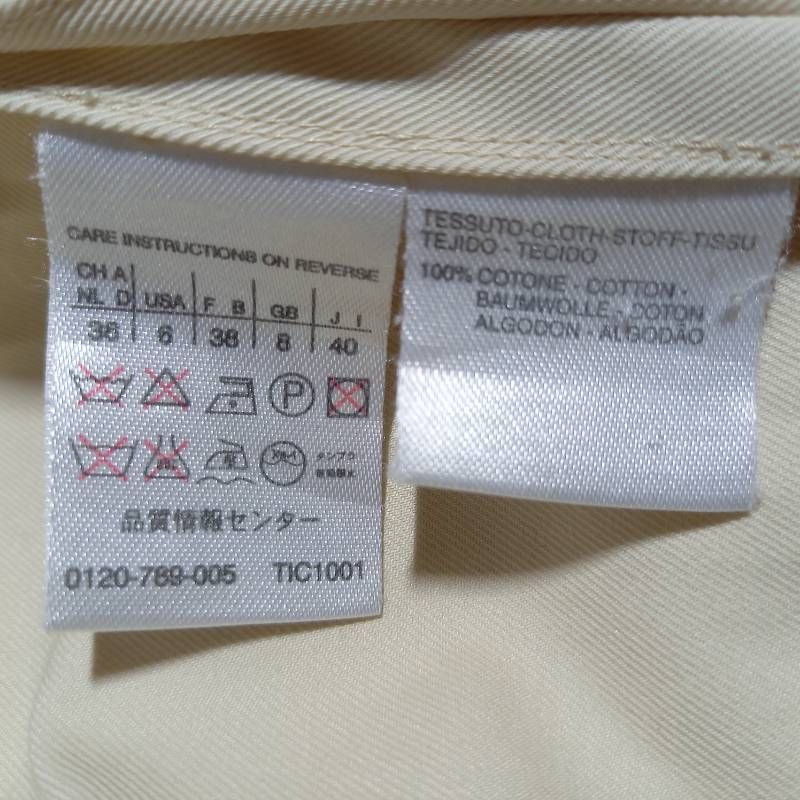 CARE INSTRUCTIONS ON REVERSE
CH A USA F B GB J I
NL D
36 6 38 8 40
P
品質情報センター
0120-789-005 TIC1001
TESSUTO-CLOTH-STOFF-TISSU
TEJIDO - TECIDO
100% COTONE - COTTON -
BAUMWOLLE - COTON
ALGODON - ALGODÃO